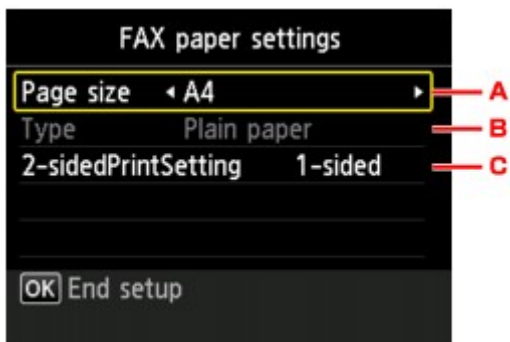 FAX paper settings
Page size A4 A
Type Plain paper B
2-sidedPrintSetting 1-sided C
OK End setup